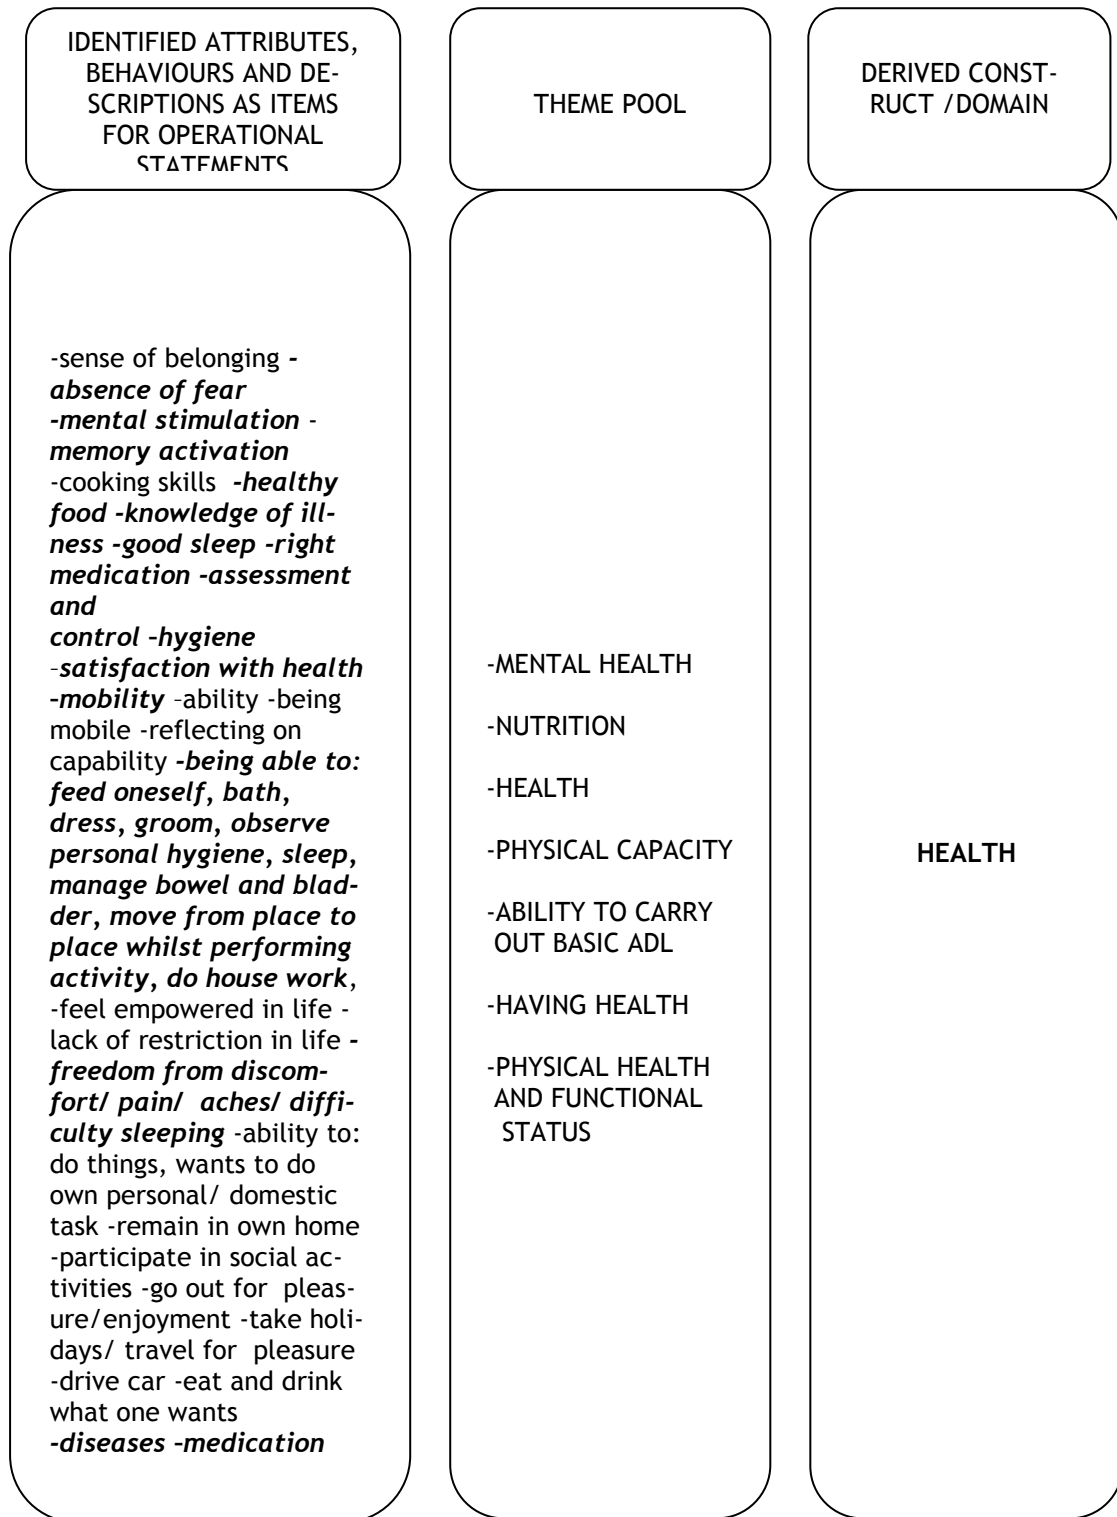 IDENTIFIED ATTRIBUTES,
BEHAVIOURS AND DE-
SCRIPTIONS AS ITEMS
FOR OPERATIONAL
STATEMENTS
THEME POOL
DERIVED CONST-
RUCT /DOMAIN
-sense of belonging -
absence of fear
-mental stimulation -
memory activation
-cooking skills -healthy
food -knowledge of ill-
ness -good sleep -right
medication -assessment
and
control –hygiene
–satisfaction with health
–mobility –ability -being
mobile -reflecting on
capability -being able to:
feed oneself, bath,
dress, groom, observe
personal hygiene, sleep,
manage bowel and blad-
der, move from place to
place whilst performing
activity, do house work,
-feel empowered in life -
lack of restriction in life -
freedom from discom-
fort/ pain/ aches/ diffi-
culty sleeping -ability to:
do things, wants to do
own personal/ domestic
task -remain in own home
-participate in social ac-
tivities -go out for pleas-
ure/enjoyment -take holi-
days/ travel for pleasure
-drive car -eat and drink
what one wants
-diseases –medication
-MENTAL HEALTH
-NUTRITION
-HEALTH
-PHYSICAL CAPACITY
-ABILITY TO CARRY
OUT BASIC ADL
-HAVING HEALTH
-PHYSICAL HEALTH
AND FUNCTIONAL
STATUS
HEALTH